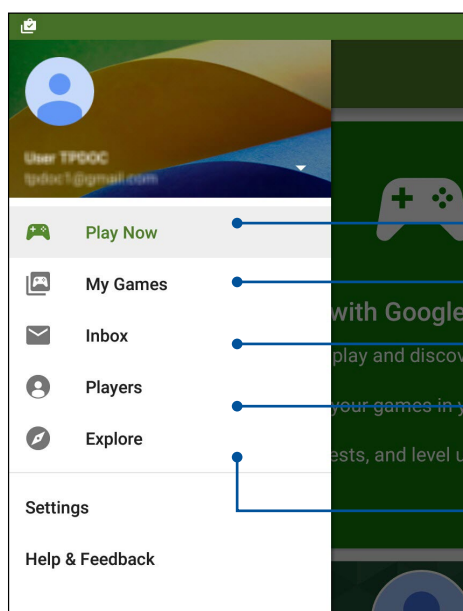 User TPDOC
tpdoc1@gmail.com
Play Now
My Games
with Google
Inbox
play and discov
Players
your games in y
Explore
ests, and level u
Settings
Help & Feedback